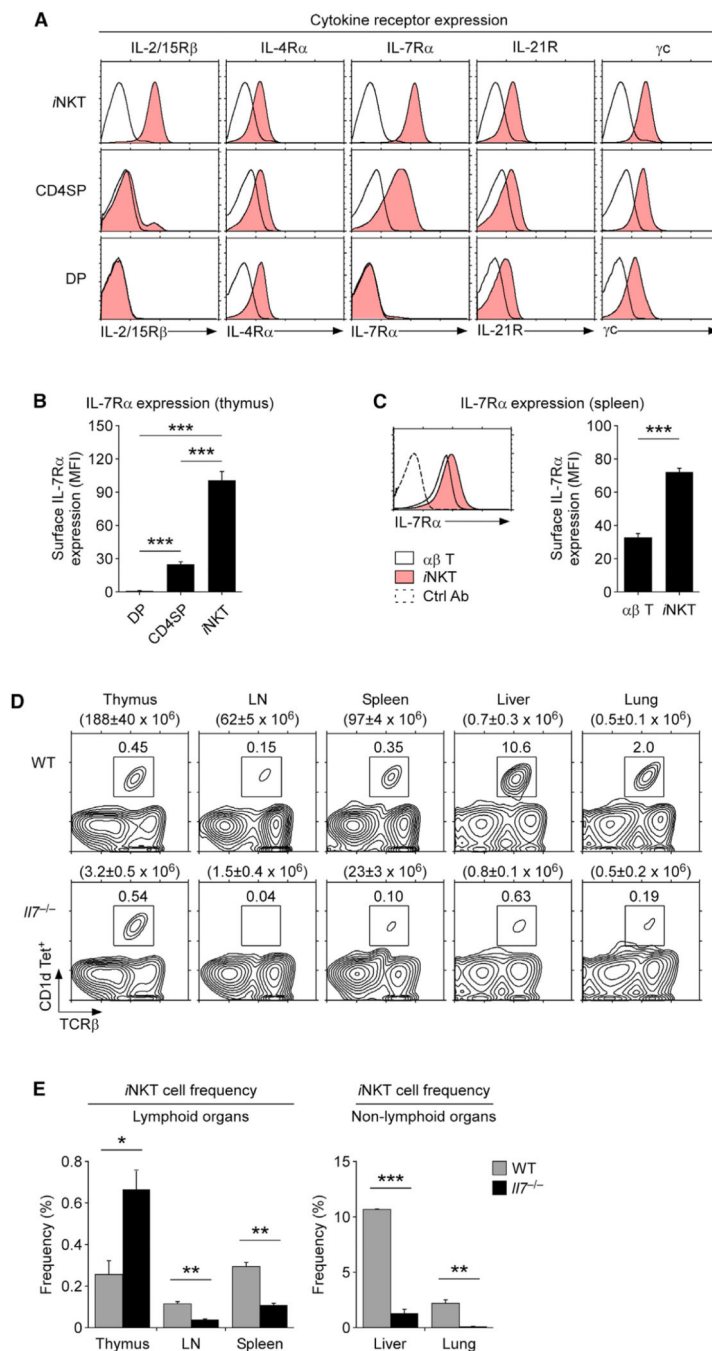 A
Cytokine receptor expression
IL-2/15Rβ IL-4Rα IL-7Rα IL-21R γc
iNKT
CD4SP
DP
IL-2/15Rβ IL-4Rα IL-7Rα IL-21R γc
B
IL-7Rα expression (thymus)
Surface IL-7Rα
expression (MFI)
150
120
90
60
30
0
***
***
***
DP CD4SP iNKT
C
IL-7Rα expression (spleen)
IL-7Rα
αβ T
iNKT
Ctrl Ab
Surface IL-7Rα
expression (MFI)
100
80
60
40
20
0
***
αβ T iNKT
D
Thymus LN Spleen Liver Lung
(188±40 x 10⁶) (62±5 x 10⁶) (97±4 x 10⁶) (0.7±0.3 x 10⁶) (0.5±0.1 x 10⁶)
WT
0.45 0.15 0.35 10.6 2.0
(3.2±0.5 x 10⁶) (1.5±0.4 x 10⁶) (23±3 x 10⁶) (0.8±0.1 x 10⁶) (0.5±0.2 x 10⁶)
Il7⁻/⁻
0.54 0.04 0.10 0.63 0.19
CD1d Tet⁺
TCRβ
E
iNKT cell frequency
Lymphoid organs
Frequency (%)
0.8
0.6
0.4
0.2
0
*
**
**
Thymus LN Spleen
iNKT cell frequency
Non-lymphoid organs
Frequency (%)
15
10
5
0
***
**
Liver Lung
WT
Il7⁻/⁻